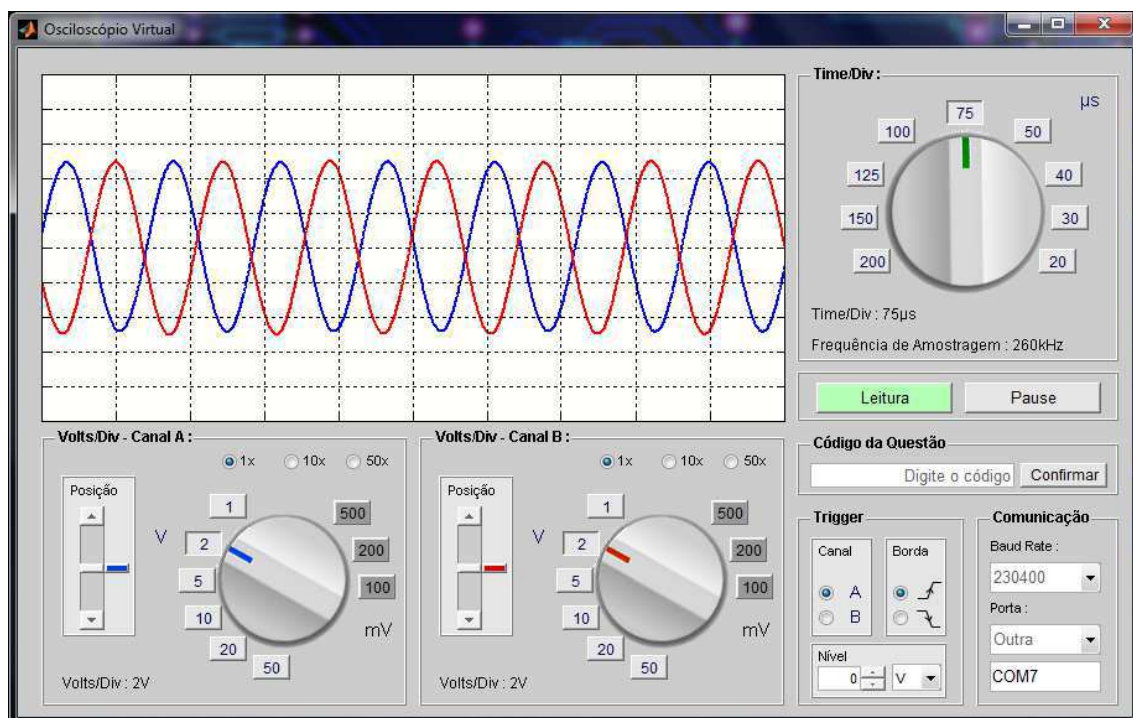 Osciloscópio Virtual
Time/Div :
µs
75
100
50
125
40
150
30
200
20
Time/Div : 75µs
Frequência de Amostragem : 260kHz
Leitura
Pause
Volts/Div - Canal A :
1x
10x
50x
Posição
V
1
500
2
200
5
100
10
mV
20
50
Volts/Div : 2V
Volts/Div - Canal B :
1x
10x
50x
Posição
V
1
500
2
200
5
100
10
mV
20
50
Volts/Div : 2V
Código da Questão
Digite o código
Confirmar
Trigger
Canal
A
B
Borda
Nível
0
V
Comunicação
Baud Rate :
230400
Porta :
Outra
COM7